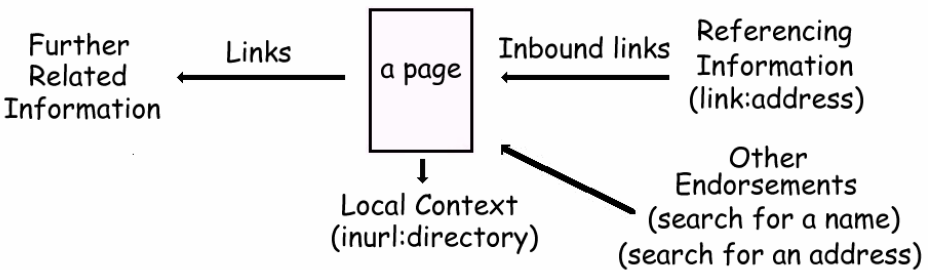 Further
Related
Information
Links
a page
Inbound links
Referencing
Information
(link:address)
Local Context
(inurl:directory)
Other
Endorsements
(search for a name)
(search for an address)